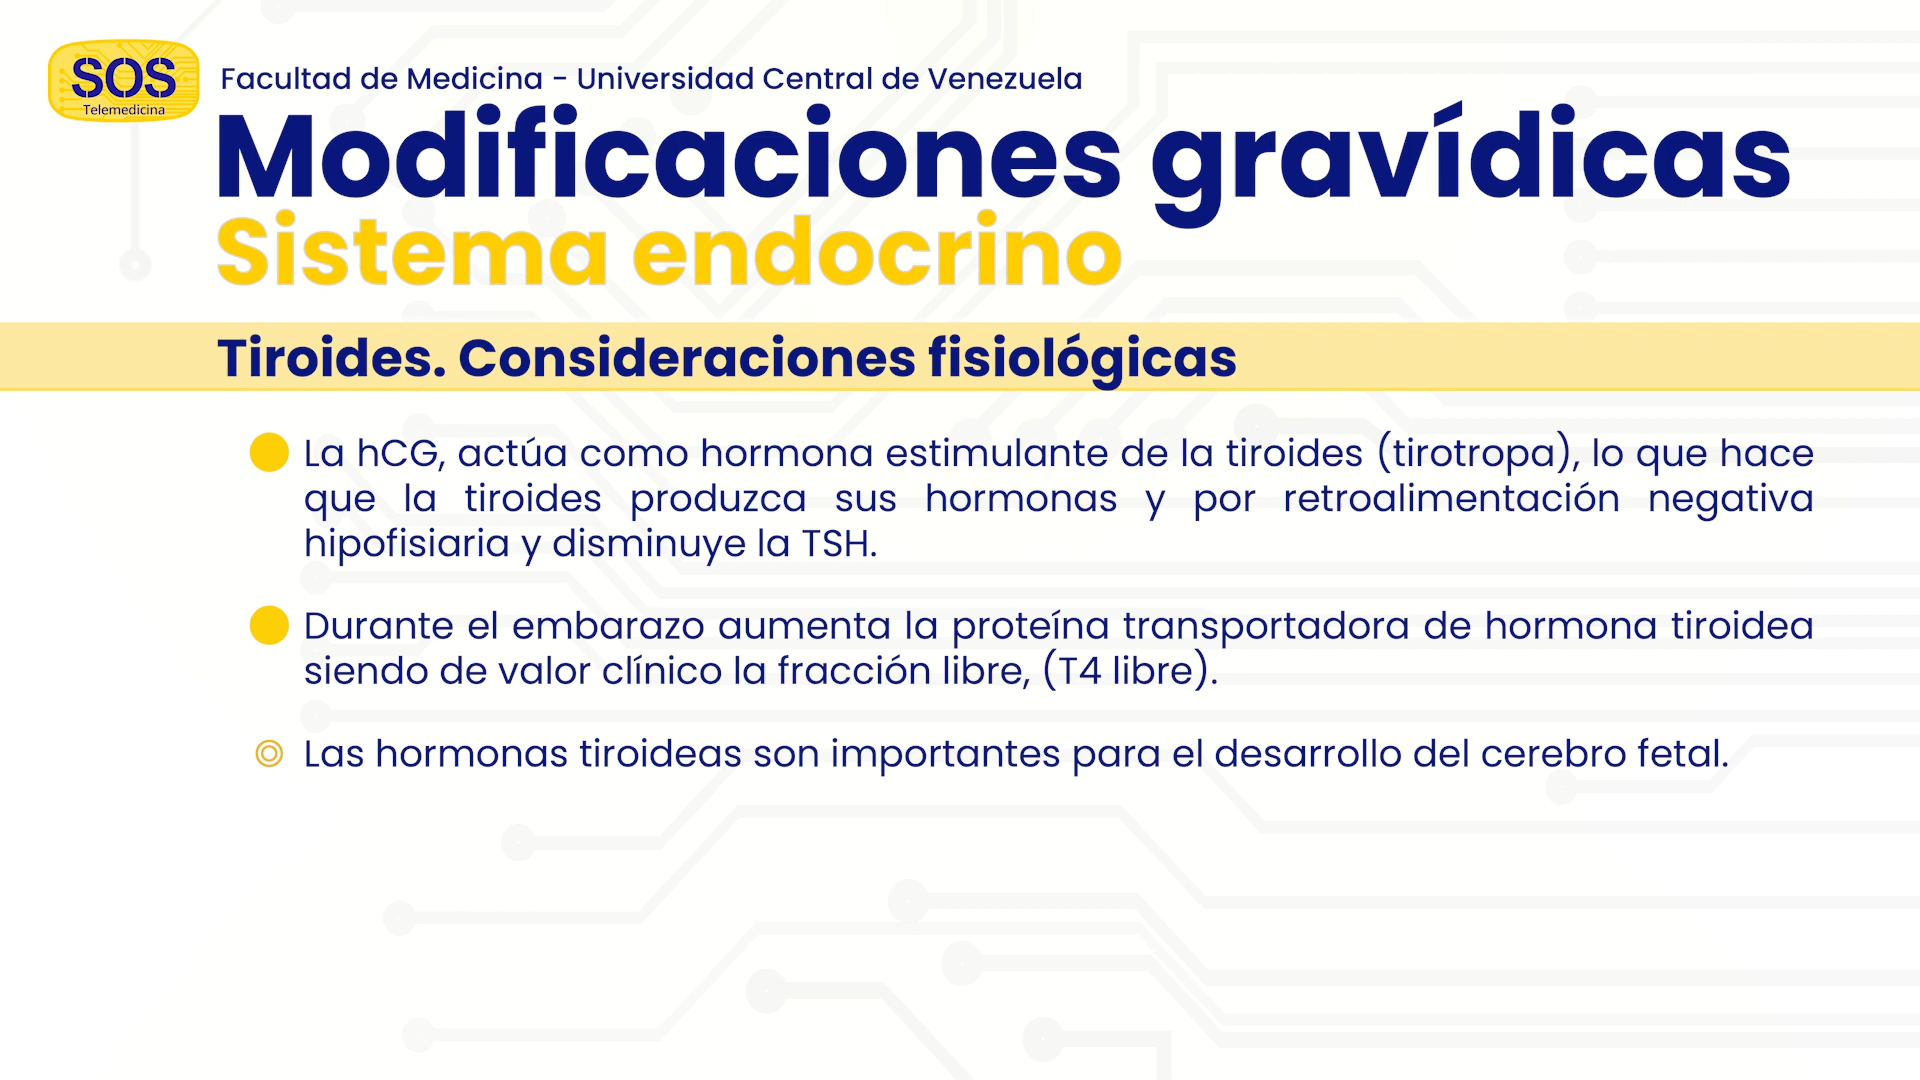 SOS
Telemedicina
Facultad de Medicina - Universidad Central de Venezuela
Modificaciones gravídicas
Sistema endocrino
Tiroides. Consideraciones fisiológicas
La hCG, actúa como hormona estimulante de la tiroides (tirotropa), lo que hace
que la tiroides produzca sus hormonas y por retroalimentación negativa
hipofisiaria y disminuye la TSH.
Durante el embarazo aumenta la proteína transportadora de hormona tiroidea
siendo de valor clínico la fracción libre, (T4 libre).
Las hormonas tiroideas son importantes para el desarrollo del cerebro fetal.